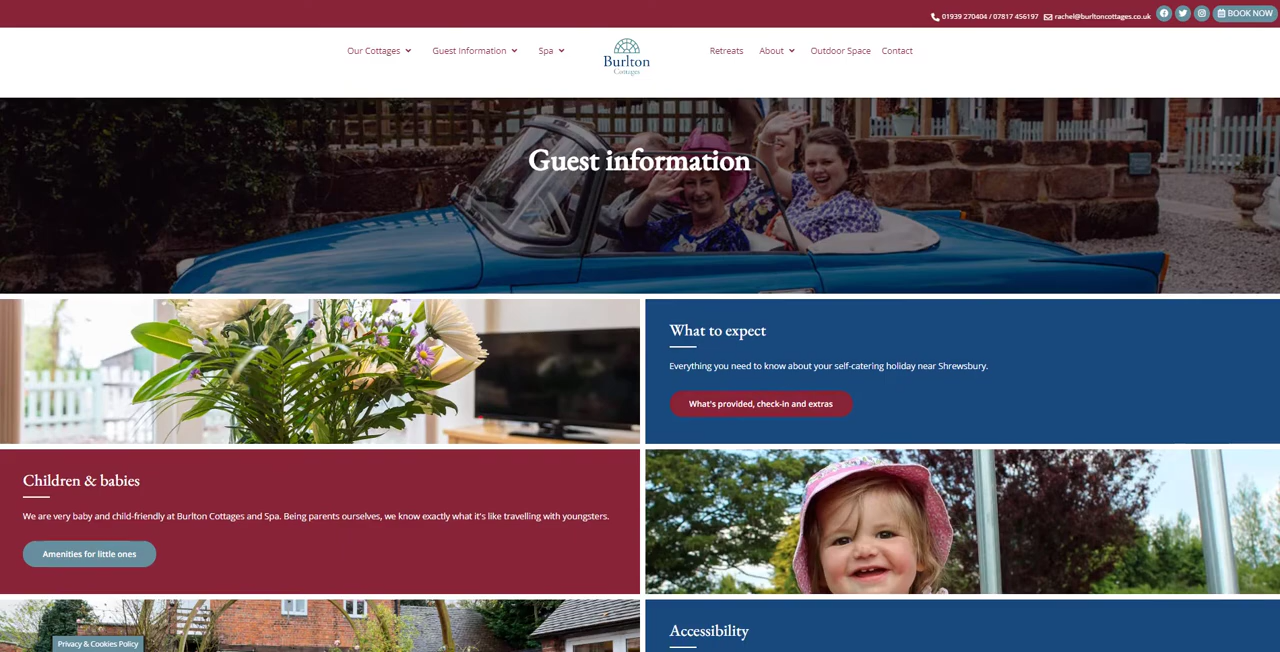 01939 270404 / 07817 456197 rachel@burltoncottages.co.uk BOOK NOW
Our Cottages Guest Information Spa Burlton Cottages Retreats About Outdoor Space Contact
Guest information
What to expect
Everything you need to know about your self-catering holiday near Shrewsbury.
What's provided, check-in and extras
Children & babies
We are very baby and child-friendly at Burlton Cottages and Spa. Being parents ourselves, we know exactly what it's like travelling with youngsters.
Amenities for little ones
Accessibility
Privacy & Cookies Policy